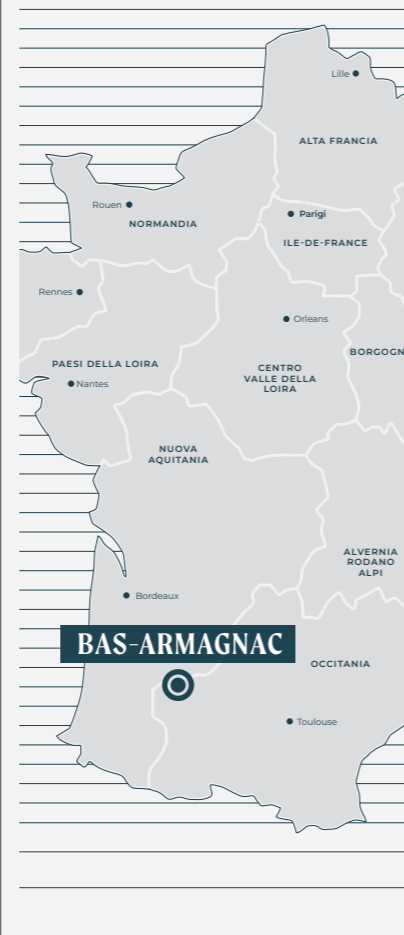 Lille
ALTA FRANCIA
Rouen
NORMANDIA
Parigi
ILE-DE-FRANCE
Rennes
Orleans
PAESI DELLA LOIRA
Nantes
BORGOGN
CENTRO
VALLE DELLA
LOIRA
NUOVA
AQUITANIA
ALVERNIA
RODANO
ALPI
Bordeaux
BAS-ARMAGNAC
OCCITANIA
Toulouse